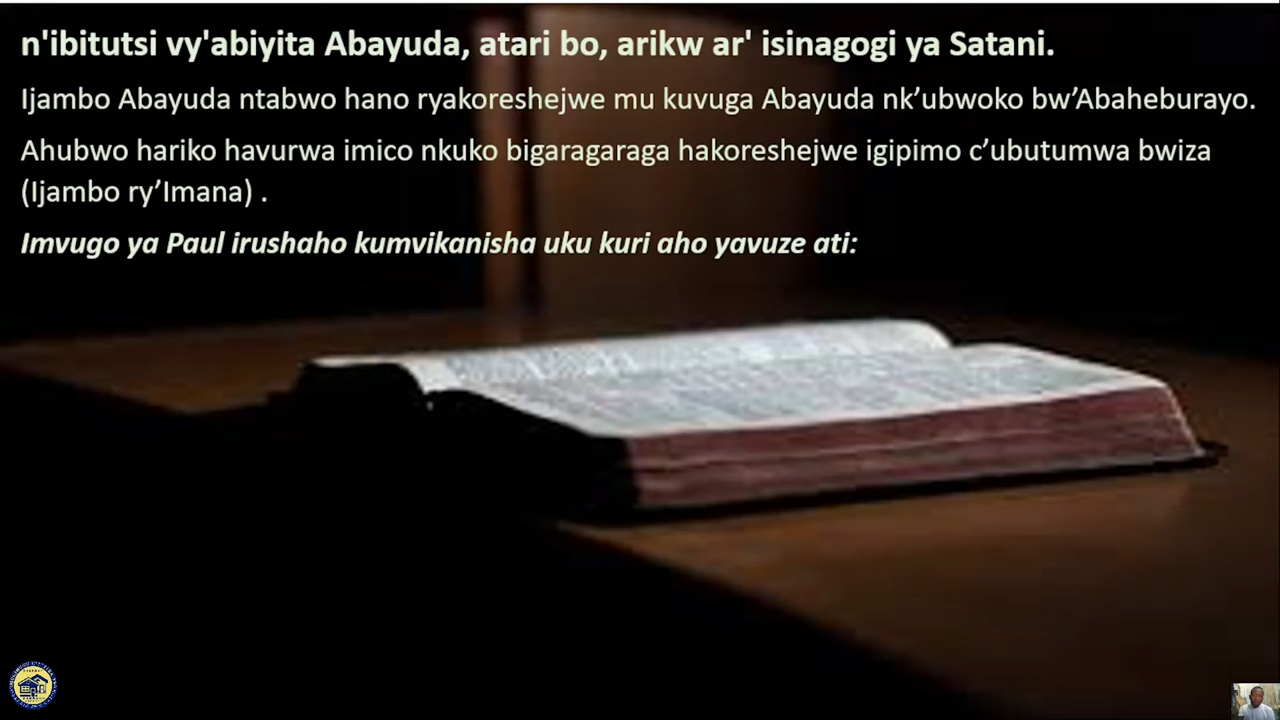 n'ibitutsi vy'abiyita Abayuda, atari bo, arikw ar' isinagogi ya Satani.
Ijambo Abayuda ntabwo hano ryakoreshejwe mu kuvuga Abayuda nk’ubwoko bw’Abaheburayo.
Ahubwo hariko havurwa imico nkuko bigaragaraga hakoreshejwe igipimo c’ubutumwa bwiza
(Ijambo ry’Imana) .
Imvugo ya Paul irushaho kumvikanisha uku kuri aho yavuze ati: